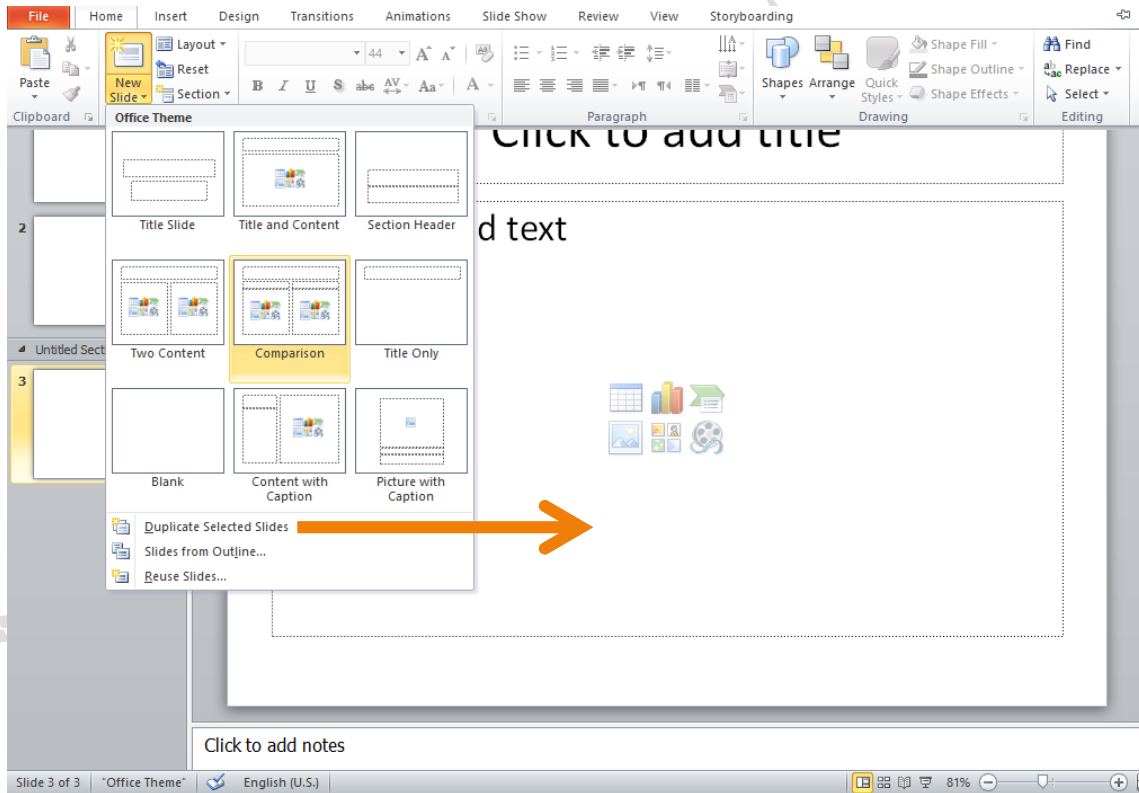 File Home Insert Design Transitions Animations Slide Show Review View Storyboarding
Paste
New Slide
Layout
Reset
Section
44
B I U S abc AV Aa A
Shapes Arrange Quick Styles
Shape Fill
Shape Outline
Shape Effects
Find
Replace
Select
Clipboard Paragraph Drawing Editing
Office Theme
Title Slide Title and Content Section Header
Two Content Comparison Title Only
Blank Content with Caption Picture with Caption
Duplicate Selected Slides
Slides from Outline...
Reuse Slides...
2
Untitled Sect
3
Click to add title
d text
Click to add notes
Slide 3 of 3 "Office Theme" English (U.S.) 81%